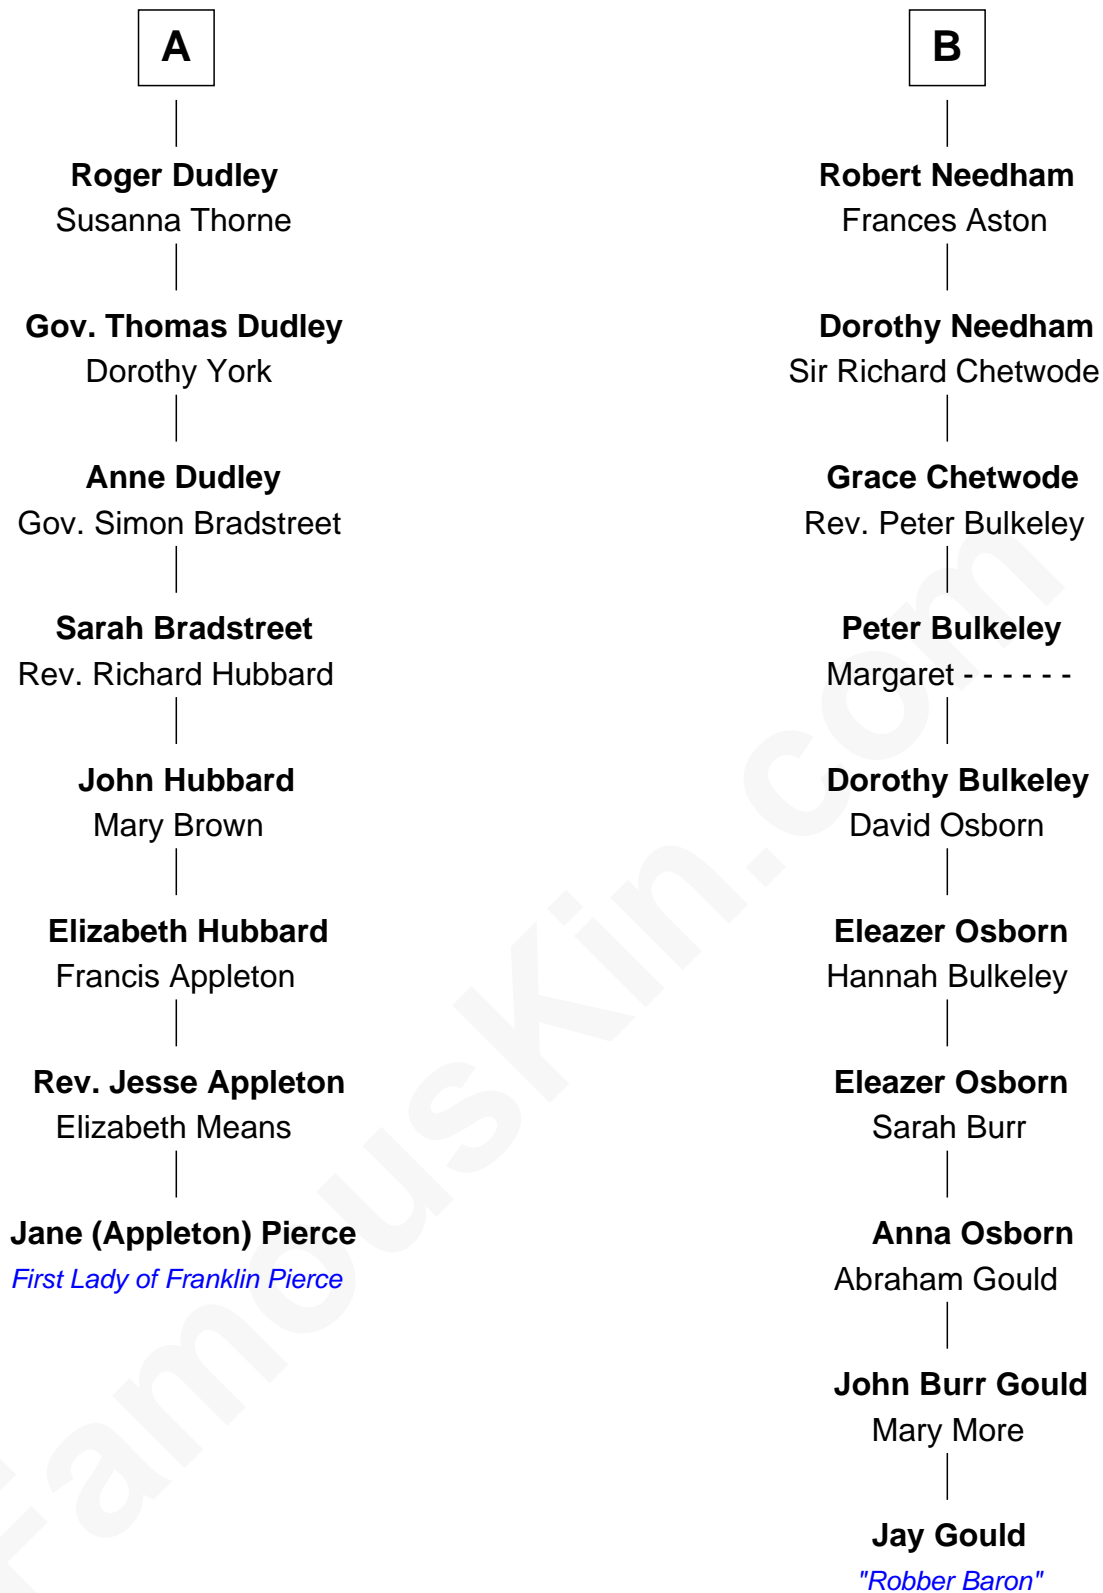 A
Roger Dudley
Susanna Thorne
Gov. Thomas Dudley
Dorothy York
Anne Dudley
Gov. Simon Bradstreet
Sarah Bradstreet
Rev. Richard Hubbard
John Hubbard
Mary Brown
Elizabeth Hubbard
Francis Appleton
Rev. Jesse Appleton
Elizabeth Means
Jane (Appleton) Pierce
First Lady of Franklin Pierce
B
Robert Needham
Frances Aston
Dorothy Needham
Sir Richard Chetwode
Grace Chetwode
Rev. Peter Bulkeley
Peter Bulkeley
Margaret - - - - - -
Dorothy Bulkeley
David Osborn
Eleazer Osborn
Hannah Bulkeley
Eleazer Osborn
Sarah Burr
Anna Osborn
Abraham Gould
John Burr Gould
Mary More
Jay Gould
"Robber Baron"
FamousKin.com